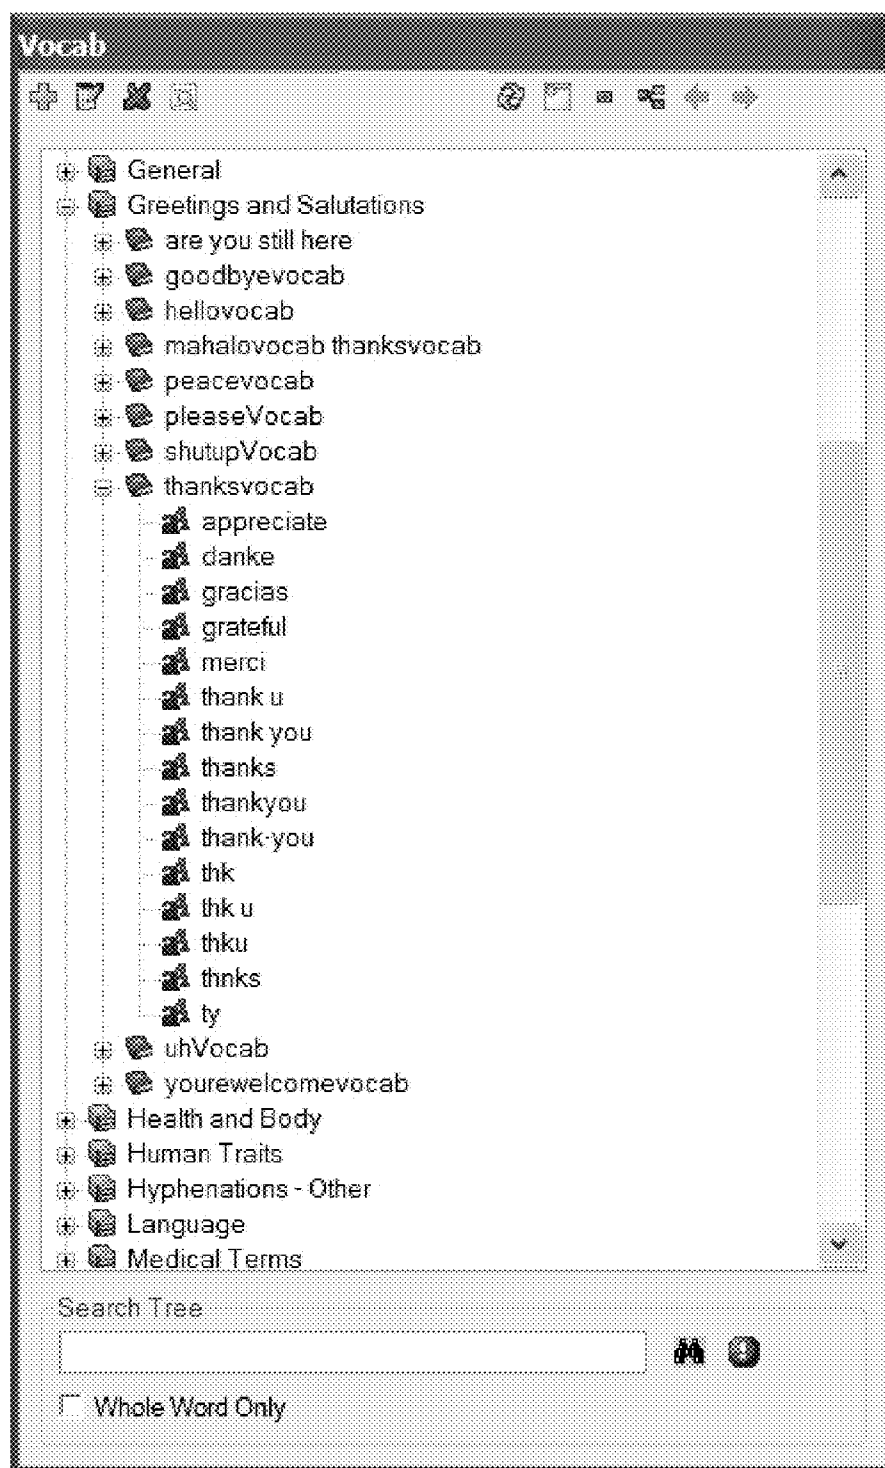 Vocab
General
Greetings and Salutations
are you still here
goodbyevocab
hellovocab
mahalovocab thanksvocab
peacevocab
pleaseVocab
shutupVocab
thanksvocab
appreciate
danke
gracias
grateful
merci
thank u
thank you
thanks
thankyou
thank-you
thk
thk u
thku
thnks
ty
uhVocab
yourewelcomevocab
Health and Body
Human Traits
Hyphenations - Other
Language
Medical Terms
Search Tree
Whole Word Only